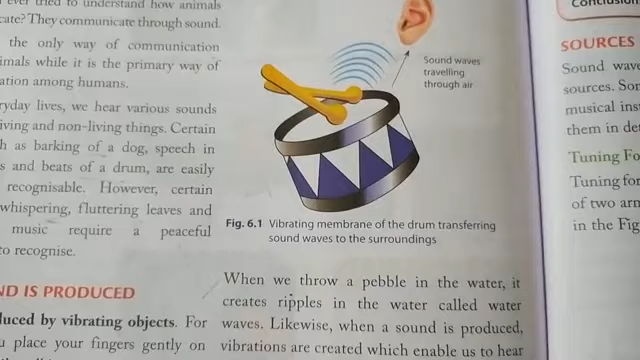 ever tried to understand how animals
cate? They communicate through sound.
the only way of communication
imals while it is the primary way of
ation among humans.
ryday lives, we hear various sounds
iving and non-living things. Certain
h as barking of a dog, speech in
s and beats of a drum, are easily
recognisable. However, certain
whispering, fluttering leaves and
music require a peaceful
to recognise.
ND IS PRODUCED
duced by vibrating objects. For
u place your fingers gently on
Sound waves
travelling
through air
Fig. 6.1 Vibrating membrane of the drum transferring
sound waves to the surroundings
When we throw a pebble in the water, it
creates ripples in the water called water
waves. Likewise, when a sound is produced,
vibrations are created which enable us to hear
Conclusion
SOURCES
Sound wave
sources. Som
musical inst
them in det
Tuning Fo
Tuning for
of two arm
in the Fig